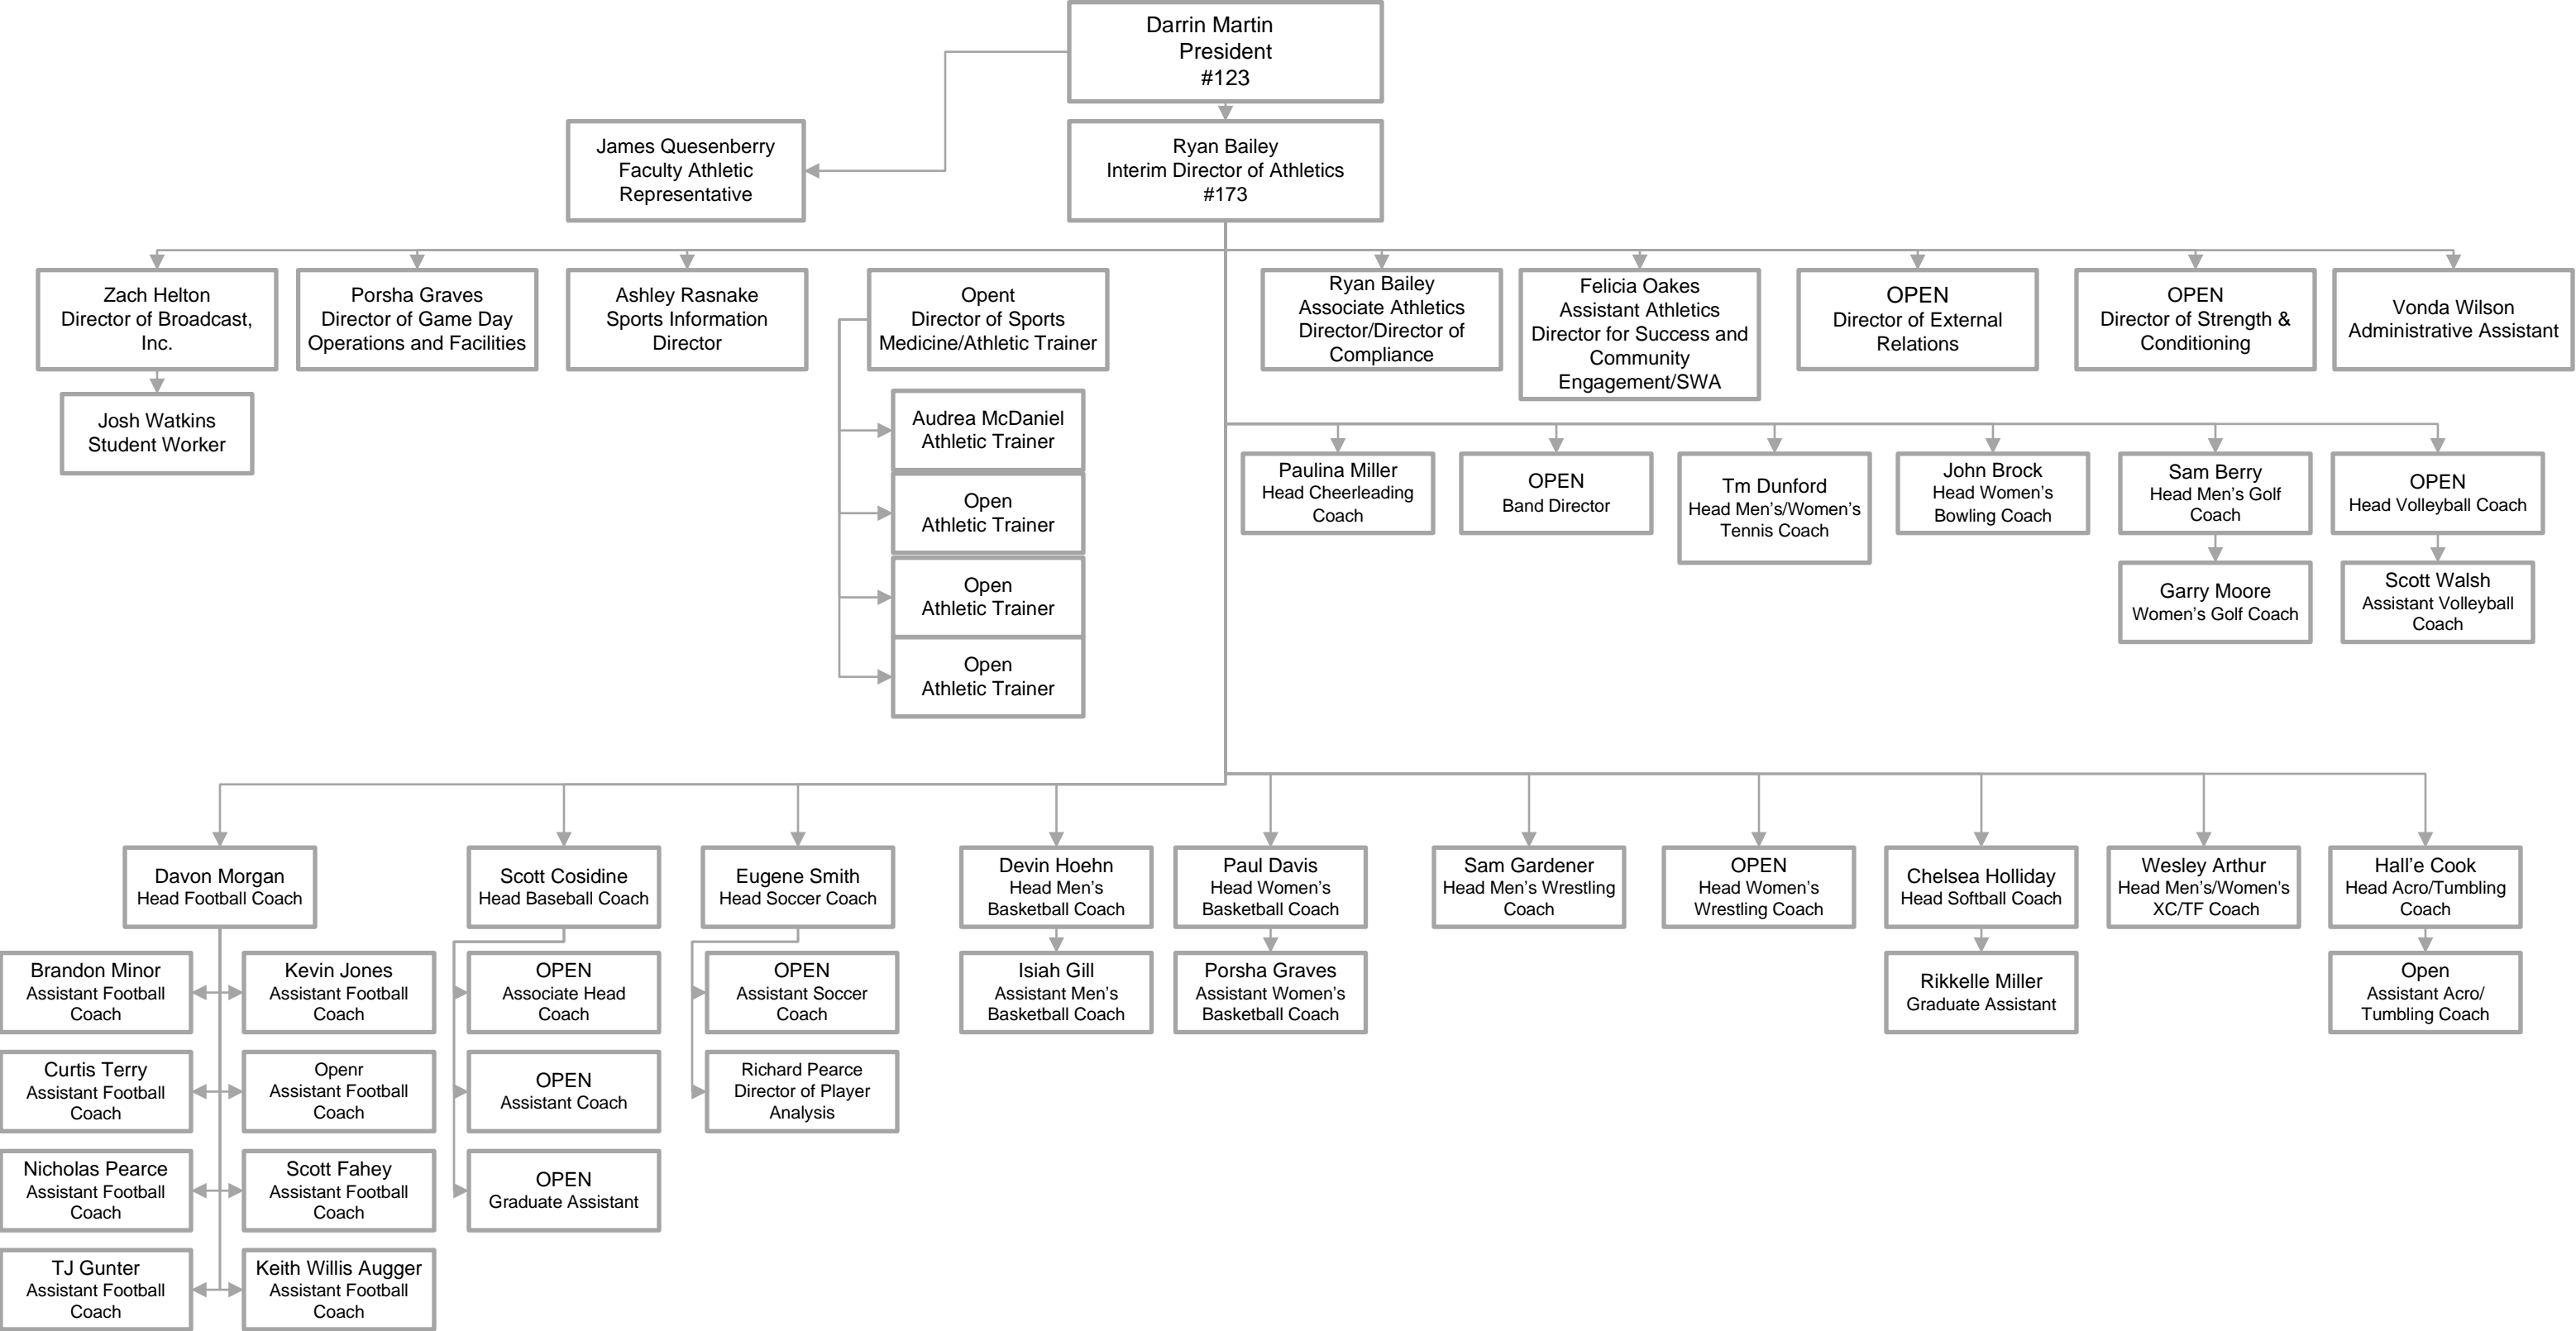 Darrin Martin
President
#123
James Quesenberry
Faculty Athletic
Representative
Ryan Bailey
Interim Director of Athletics
#173
Zach Helton
Director of Broadcast,
Inc.
Porsha Graves
Director of Game Day
Operations and Facilities
Ashley Rasnake
Sports Information
Director
Opent
Director of Sports
Medicine/Athletic Trainer
Ryan Bailey
Associate Athletics
Director/Director of
Compliance
Felicia Oakes
Assistant Athletics
Director for Success and
Community
Engagement/SWA
OPEN
Director of External
Relations
OPEN
Director of Strength &
Conditioning
Vonda Wilson
Administrative Assistant
Josh Watkins
Student Worker
Audrea McDaniel
Athletic Trainer
Open
Athletic Trainer
Open
Athletic Trainer
Open
Athletic Trainer
Paulina Miller
Head Cheerleading
Coach
OPEN
Band Director
Tm Dunford
Head Men's/Women's
Tennis Coach
John Brock
Head Women's
Bowling Coach
Sam Berry
Head Men's Golf
Coach
OPEN
Head Volleyball Coach
Garry Moore
Women's Golf Coach
Scott Walsh
Assistant Volleyball
Coach
Davon Morgan
Head Football Coach
Scott Cosidine
Head Baseball Coach
Eugene Smith
Head Soccer Coach
Devin Hoehn
Head Men's
Basketball Coach
Paul Davis
Head Women's
Basketball Coach
Sam Gardener
Head Men's Wrestling
Coach
OPEN
Head Women's
Wrestling Coach
Chelsea Holliday
Head Softball Coach
Wesley Arthur
Head Men's/Women's
XC/TF Coach
Hall'e Cook
Head Acro/Tumbling
Coach
Brandon Minor
Assistant Football
Coach
Kevin Jones
Assistant Football
Coach
OPEN
Associate Head
Coach
OPEN
Assistant Soccer
Coach
Isiah Gill
Assistant Men's
Basketball Coach
Porsha Graves
Assistant Women's
Basketball Coach
Rikkelle Miller
Graduate Assistant
Open
Assistant Acro/
Tumbling Coach
Curtis Terry
Assistant Football
Coach
Openr
Assistant Football
Coach
OPEN
Assistant Coach
Richard Pearce
Director of Player
Analysis
Nicholas Pearce
Assistant Football
Coach
Scott Fahey
Assistant Football
Coach
OPEN
Graduate Assistant
TJ Gunter
Assistant Football
Coach
Keith Willis Augger
Assistant Football
Coach